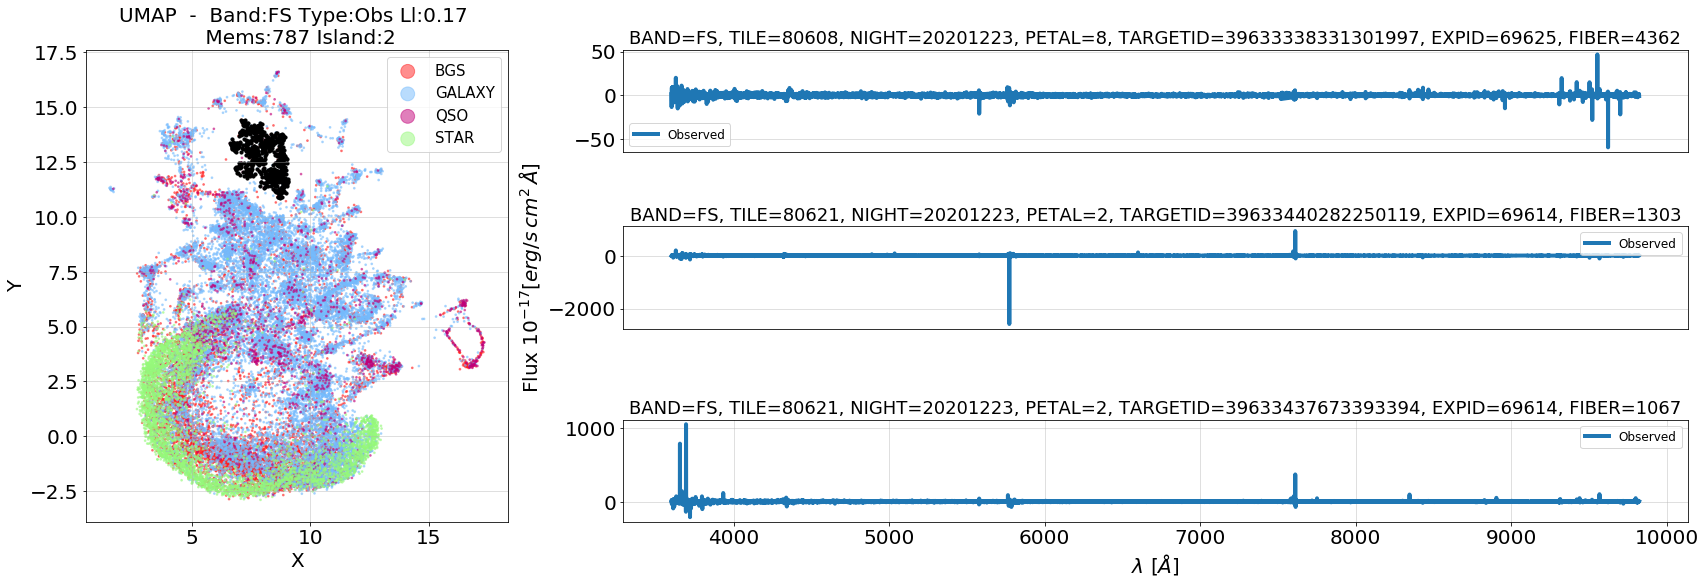 UMAP - Band:FS Type:Obs Ll:0.17
Mems:787 Island:2
17.5
15.0
12.5
10.0
7.5
5.0
2.5
0.0
−2.5
Y
5
10
15
X
BGS
GALAXY
QSO
STAR
BAND=FS, TILE=80608, NIGHT=20201223, PETAL=8, TARGETID=39633338331301997, EXPID=69625, FIBER=4362
50
0
−50
Observed
Flux 10^{-17}[erg/s cm^2 Å]
BAND=FS, TILE=80621, NIGHT=20201223, PETAL=2, TARGETID=39633440282250119, EXPID=69614, FIBER=1303
0
−2000
Observed
BAND=FS, TILE=80621, NIGHT=20201223, PETAL=2, TARGETID=39633437673393394, EXPID=69614, FIBER=1067
1000
0
Observed
4000
5000
6000
7000
8000
9000
10000
λ [Å]